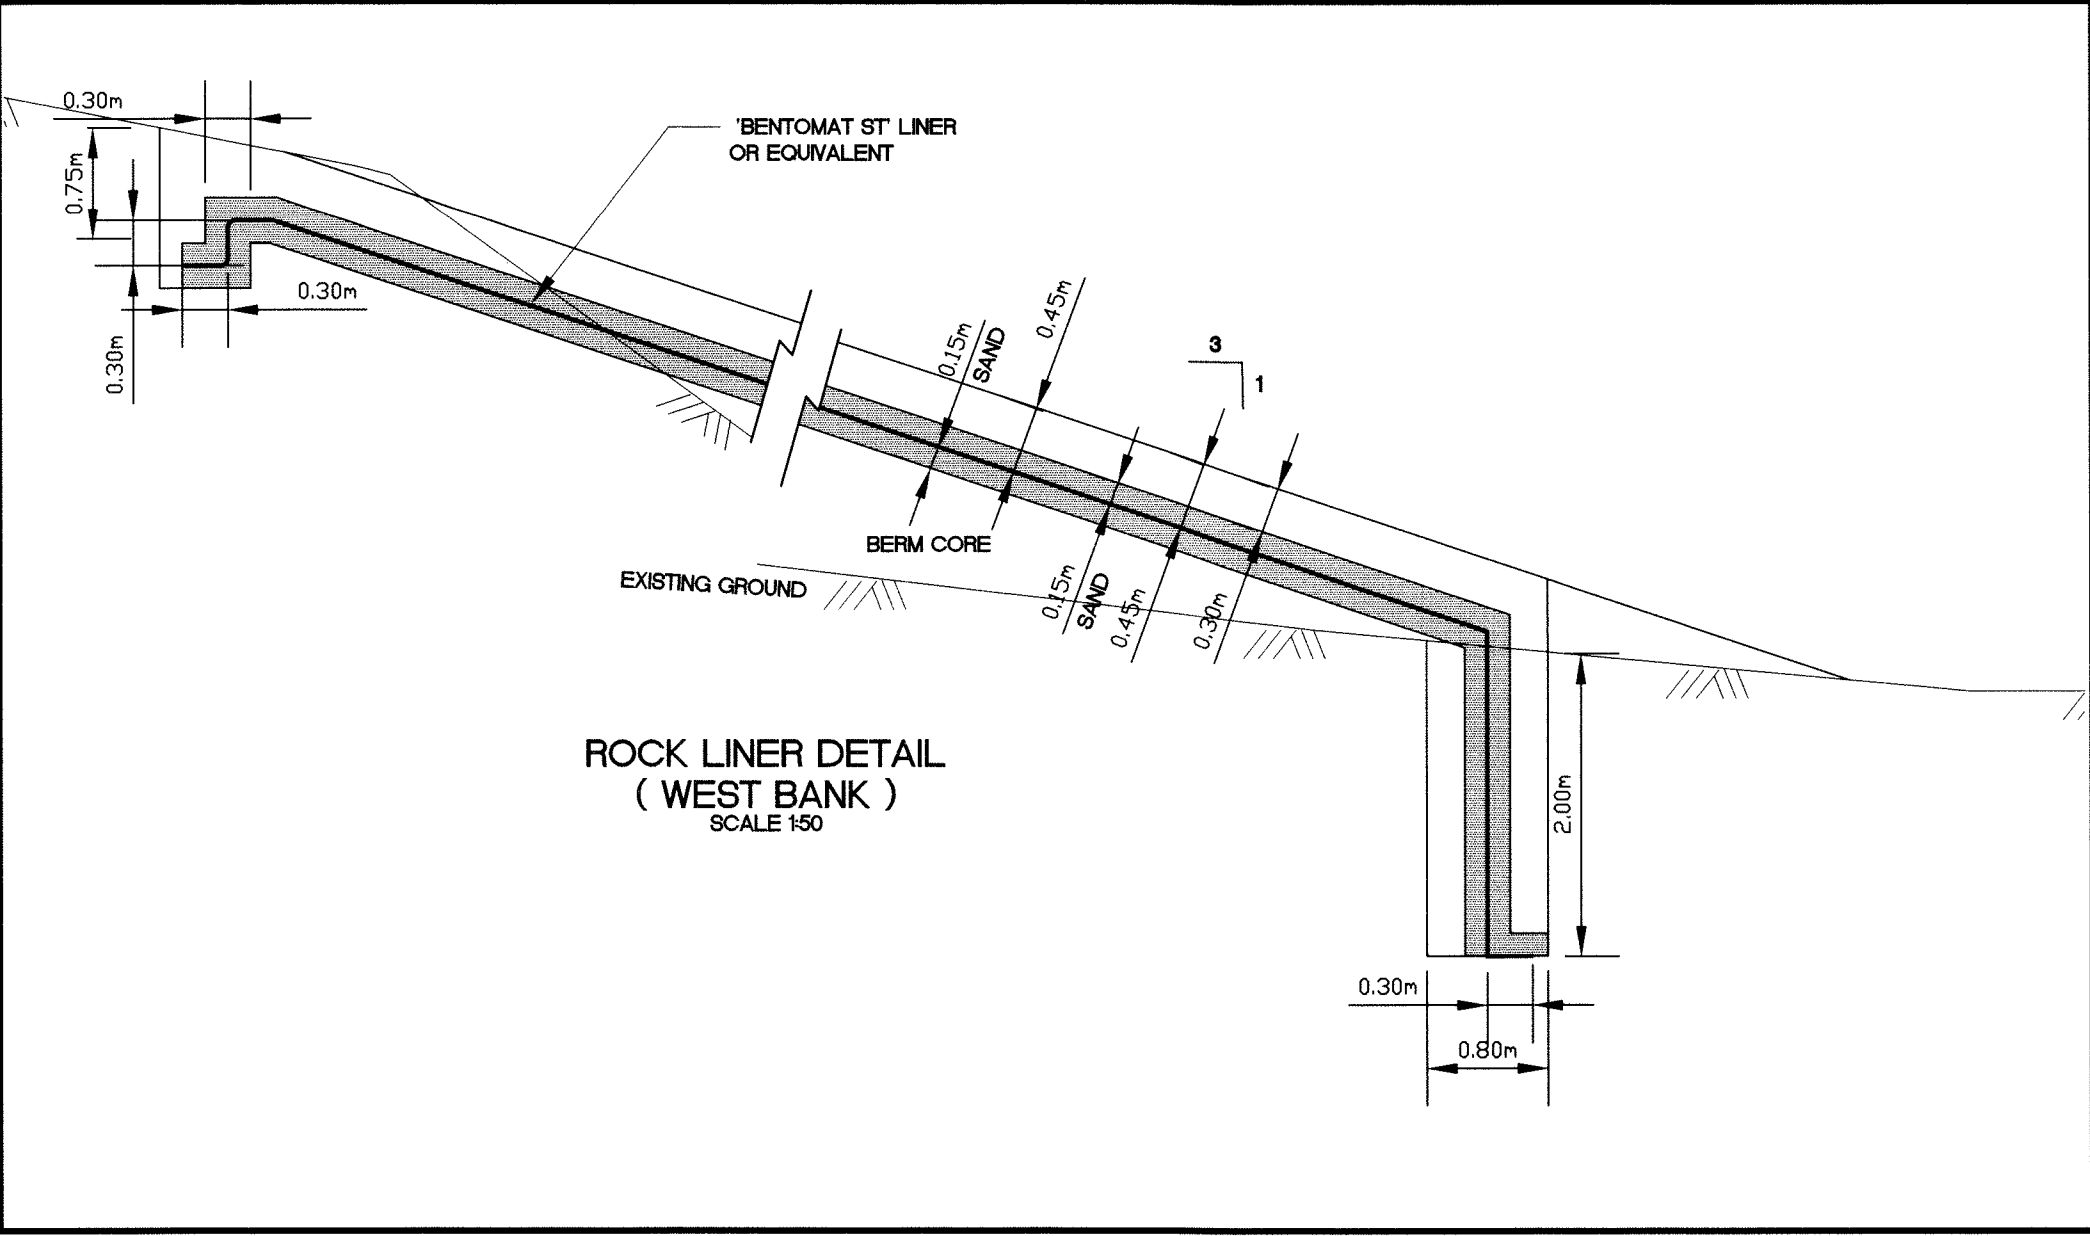 0.30m
'BENTOMAT ST' LINER
OR EQUIVALENT
0.75m
0.30m
0.30m
0.15m
SAND
0.45m
3
1
BERM CORE
EXISTING GROUND
0.15m
SAND
0.45m
0.30m
ROCK LINER DETAIL
( WEST BANK )
SCALE 1:50
2.00m
0.30m
0.80m